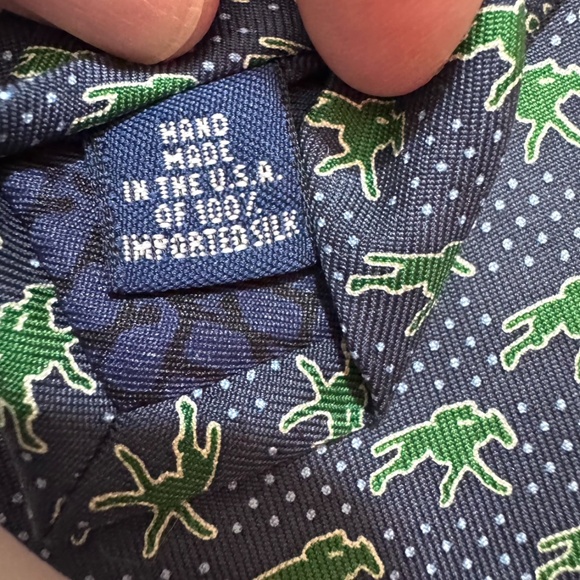 HAND
MADE
IN THE U.S.A.
OF 100%
IMPORTED SILK